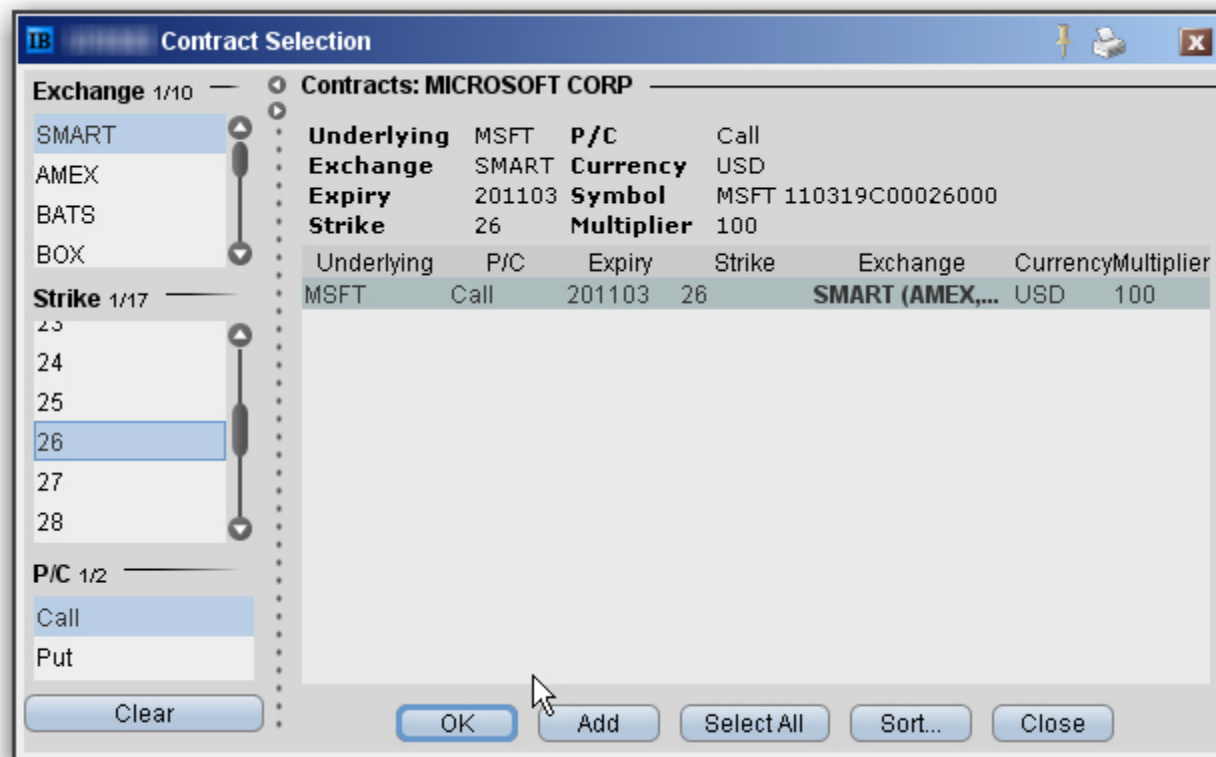 IB Contract Selection
Exchange 1/10
SMART
AMEX
BATS
BOX
Strike 1/17
24
25
26
27
28
P/C 1/2
Call
Put
Clear
Contracts: MICROSOFT CORP
Underlying MSFT P/C Call
Exchange SMART Currency USD
Expiry 201103 Symbol MSFT 110319C00026000
Strike 26 Multiplier 100
Underlying P/C Expiry Strike Exchange Currency Multiplier
MSFT Call 201103 26 SMART (AMEX,... USD 100
OK Add Select All Sort... Close